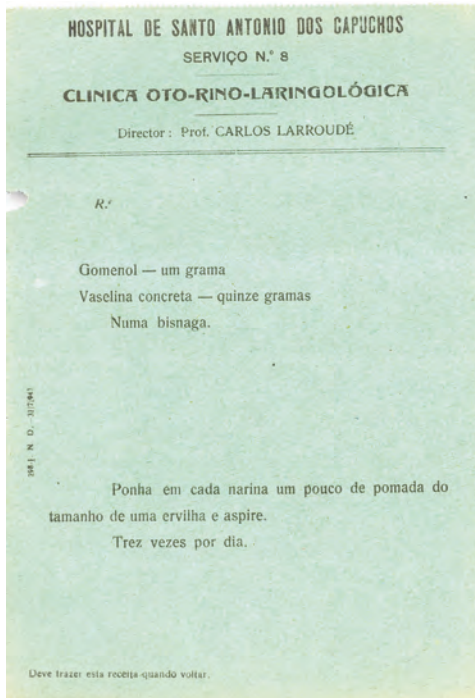 HOSPITAL DE SANTO ANTONIO DOS CAPUCHOS
SERVIÇO N.º 8
CLINICA OTO-RINO-LARINGOLÓGICA
Director : Prof. CARLOS LARROUDÉ
R.e
Gomenol — um grama
Vaselina concreta — quinze gramas
Numa bisnaga.
Ponha em cada narina um pouco de pomada do
tamanho de uma ervilha e aspire.
Trez vezes por dia.
Deve trazer esta receita quando voltar.